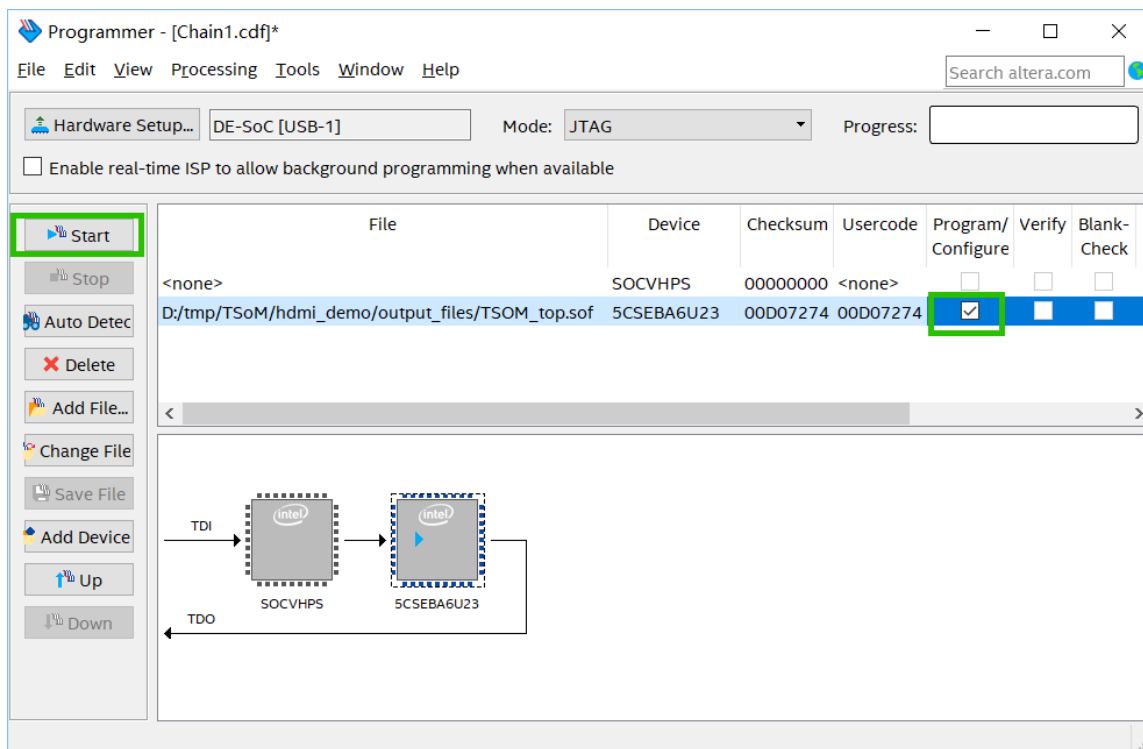 Programmer - [Chain1.cdf]*
File Edit View Processing Tools Window Help
Search altera.com
Hardware Setup... DE-SoC [USB-1] Mode: JTAG Progress:
Enable real-time ISP to allow background programming when available
Start
Stop
Auto Detec
Delete
Add File...
Change File
Save File
Add Device
Up
Down
File Device Checksum Usercode Program/ Verify Blank-
Configure Check
<none> SOCVHPS 00000000 <none>
D:/tmp/TSoM/hdmi_demo/output_files/TSOM_top.sof 5CSEBA6U23 00D07274 00D07274
intel intel
TDI
SOCVHPS 5CSEBA6U23
TDO